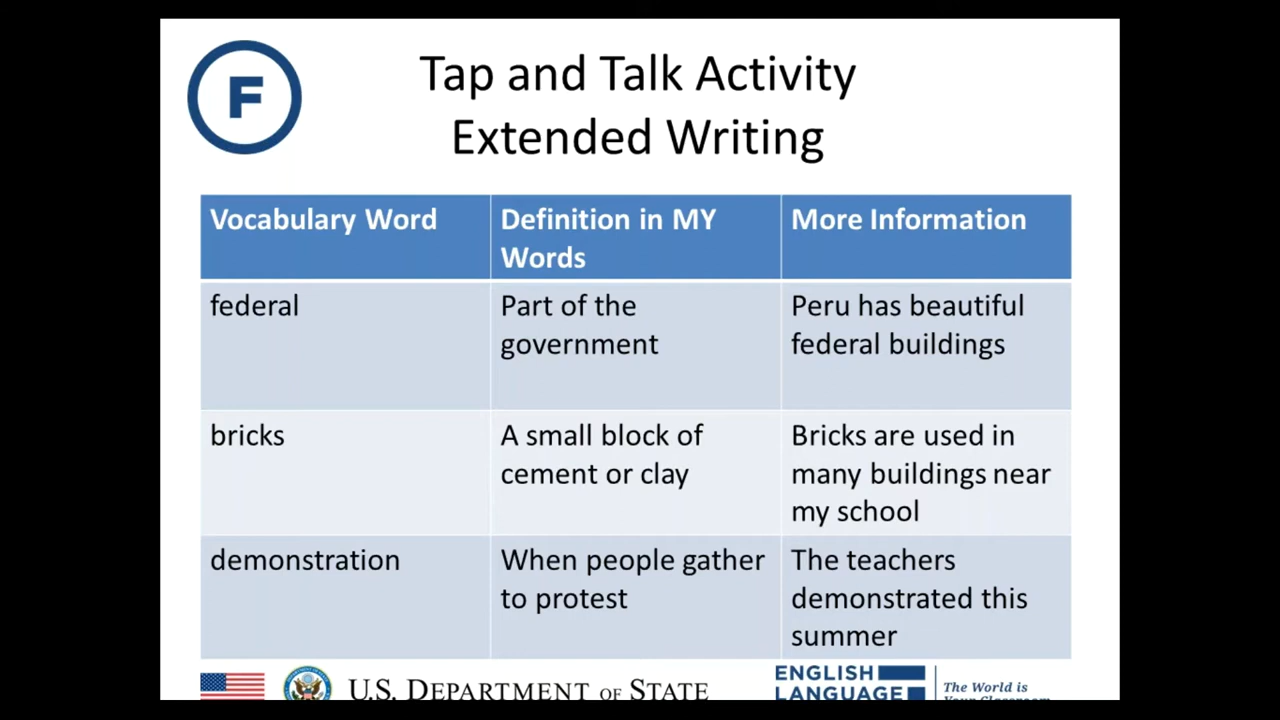 F
Tap and Talk Activity
Extended Writing
Vocabulary Word
Definition in MY
Words
More Information
federal
Part of the
government
Peru has beautiful
federal buildings
bricks
A small block of
cement or clay
Bricks are used in
many buildings near
my school
demonstration
When people gather
to protest
The teachers
demonstrated this
summer
U.S. DEPARTMENT OF STATE
ENGLISH
LANGUAGE
The World is
Your Classroom